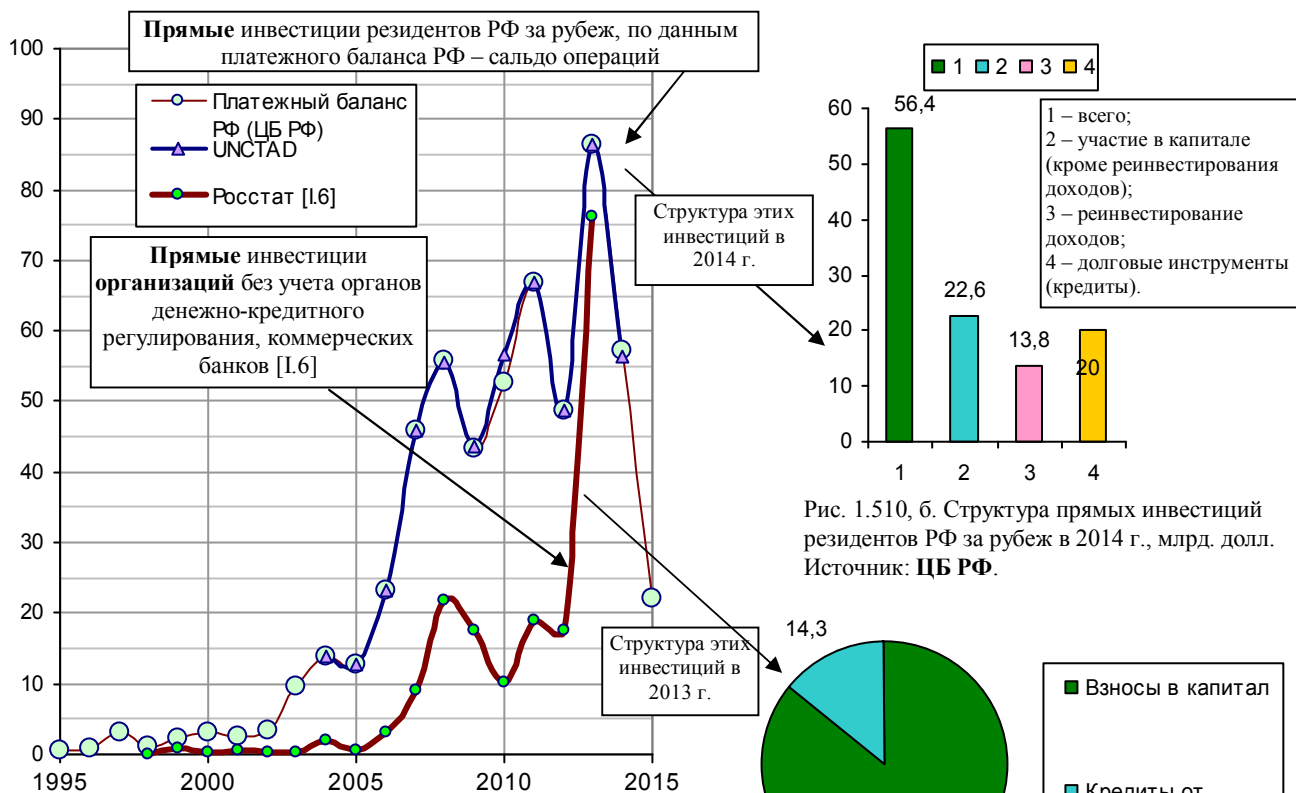 Прямые инвестиции резидентов РФ за рубеж, по данным
платежного баланса РФ – сальдо операций
100
90
80
70
60
50
40
30
20
10
0
1995
2000
2005
2010
2015
Платежный баланс
РФ (ЦБ РФ)
UNCTAD
Росстат [I.6]
Прямые инвестиции
организаций без учета органов
денежно-кредитного
регулирования, коммерческих
банков [I.6]
Структура этих
инвестиций в
2014 г.
Структура этих
инвестиций в
2013 г.
1 2 3 4
60
50
40
30
20
10
0
56,4
22,6
13,8
20
1 2 3 4
1 – всего;
2 – участие в капитале
(кроме реинвестирования
доходов);
3 – реинвестирование
доходов;
4 – долговые инструменты
(кредиты).
Рис. 1.510, б. Структура прямых инвестиций
резидентов РФ за рубеж в 2014 г., млрд. долл.
Источник: ЦБ РФ.
14,3
Взносы в капитал
Кредиты от